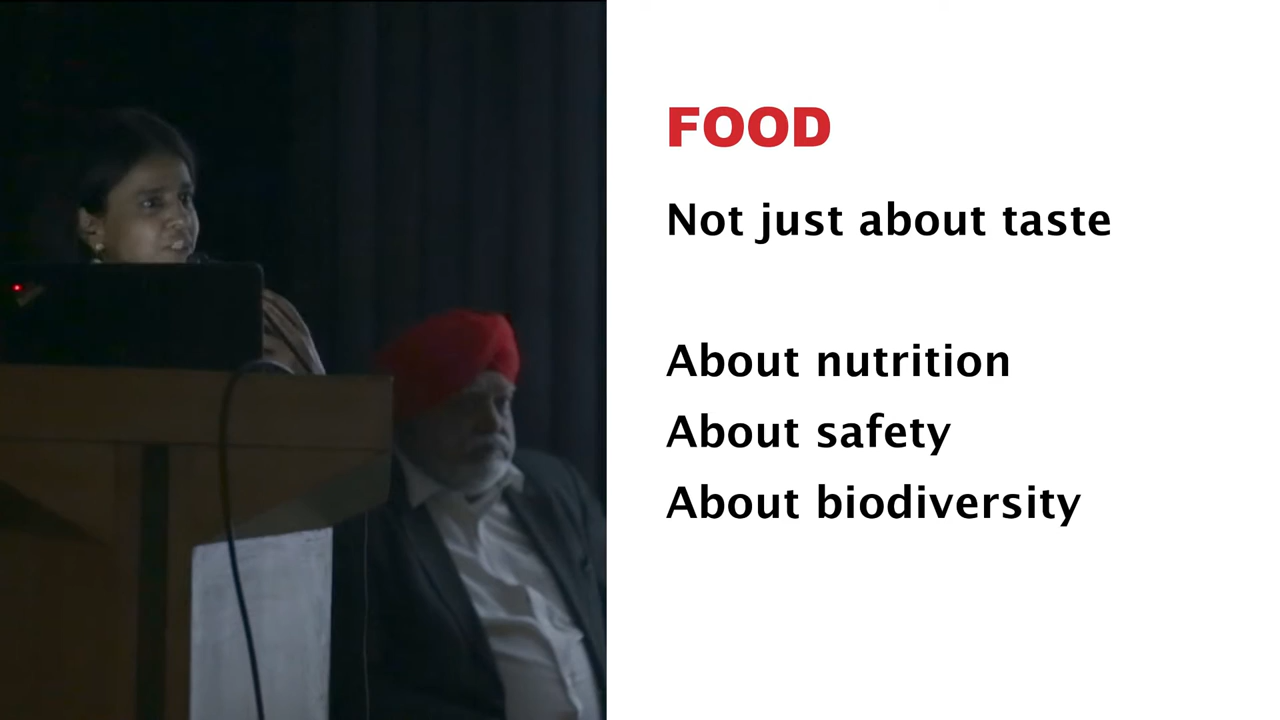 FOOD
Not just about taste
About nutrition
About safety
About biodiversity